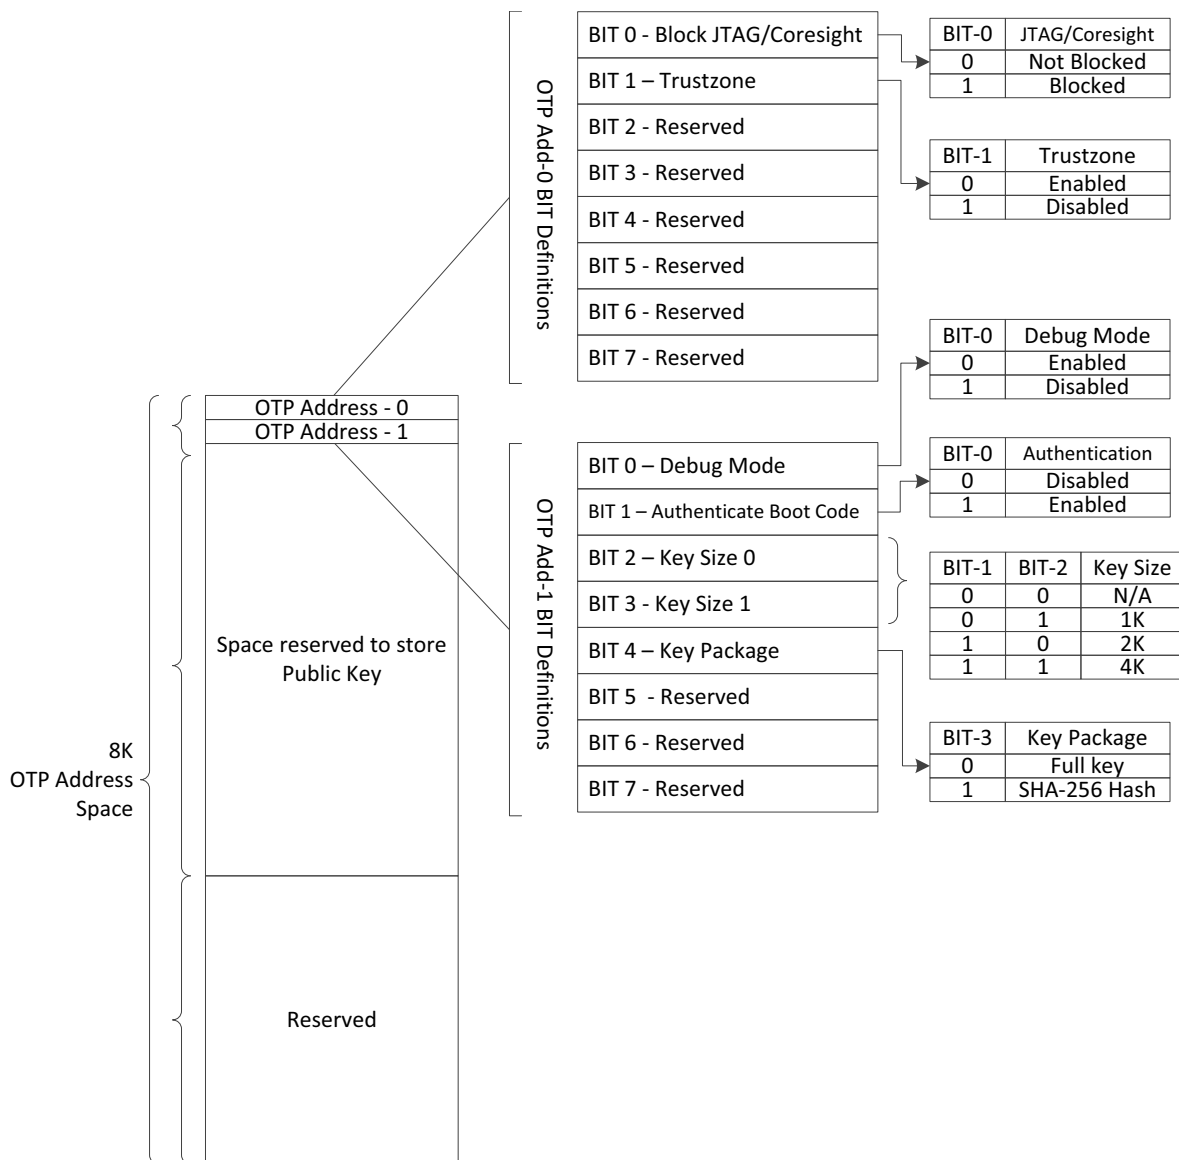 OTP Add-0 BIT Definitions
BIT 0 - Block JTAG/Coresight
BIT 1 – Trustzone
BIT 2 - Reserved
BIT 3 - Reserved
BIT 4 - Reserved
BIT 5 - Reserved
BIT 6 - Reserved
BIT 7 - Reserved
BIT-0 JTAG/Coresight
0 Not Blocked
1 Blocked
BIT-1 Trustzone
0 Enabled
1 Disabled
8K
OTP Address
Space
OTP Address - 0
OTP Address - 1
Space reserved to store
Public Key
Reserved
OTP Add-1 BIT Definitions
BIT 0 – Debug Mode
BIT 1 – Authenticate Boot Code
BIT 2 – Key Size 0
BIT 3 - Key Size 1
BIT 4 – Key Package
BIT 5  - Reserved
BIT 6 - Reserved
BIT 7 - Reserved
BIT-0 Debug Mode
0 Enabled
1 Disabled
BIT-0 Authentication
0 Disabled
1 Enabled
BIT-1 BIT-2 Key Size
0 0 N/A
0 1 1K
1 0 2K
1 1 4K
BIT-3 Key Package
0 Full key
1 SHA-256 Hash